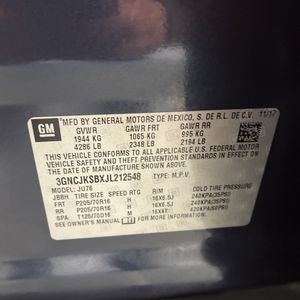 GM
MFD BY GENERAL MOTORS DE MEXICO, S. DE R.L. DE C.V. 11/17
GVWR GAWR FRT GAWR RR
1944 KG 1065 KG 995 KG
4286 LB 2348 LB 2194 LB
THIS VEHICLE CONFORMS TO ALL APPLICABLE U.S. FEDERAL MOTOR
VEHICLE SAFETY AND THEFT PREVENTION STANDARDS IN EFFECT ON THE DATE OF
MANUFACTURE SHOWN ABOVE.
3GNCJKSBXJL212548 TYPE: M.P.V.
JU76
JBBH TIRE SIZE SPEED RTG RIM COLD TIRE PRESSURE
FRT P205/70R16 H 16X6.5J 240KPA(35PSI)
RR P205/70R16 H 16X6.5J 240KPA(35PSI)
SPA T125/70D16 M 420KPA(60PSI)
SEE OWNER'S MANUAL FOR